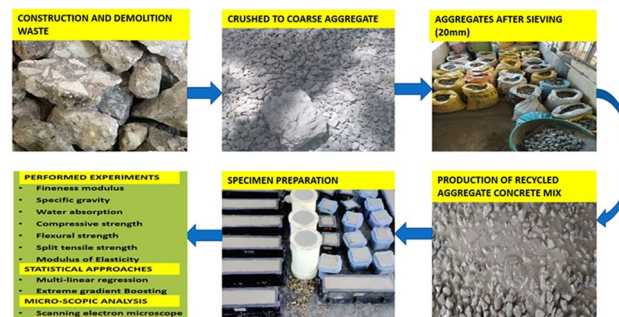 CONSTRUCTION AND DEMOLITION
WASTE
CRUSHED TO COARSE AGGREGATE
AGGREGATES AFTER SIEVING
(20mm)
PRODUCTION OF RECYCLED
AGGREGATE CONCRETE MIX
SPECIMEN PREPARATION
PERFORMED EXPERIMENTS
• Fineness modulus
• Specific gravity
• Water absorption
• Compressive strength
• Flexural strength
• Split tensile strength
• Modulus of Elasticity
STATISTICAL APPROACHES
• Multi-linear regression
• Extreme gradient Boosting
MICRO-SCOPIC ANALYSIS
• Scanning electron microscope